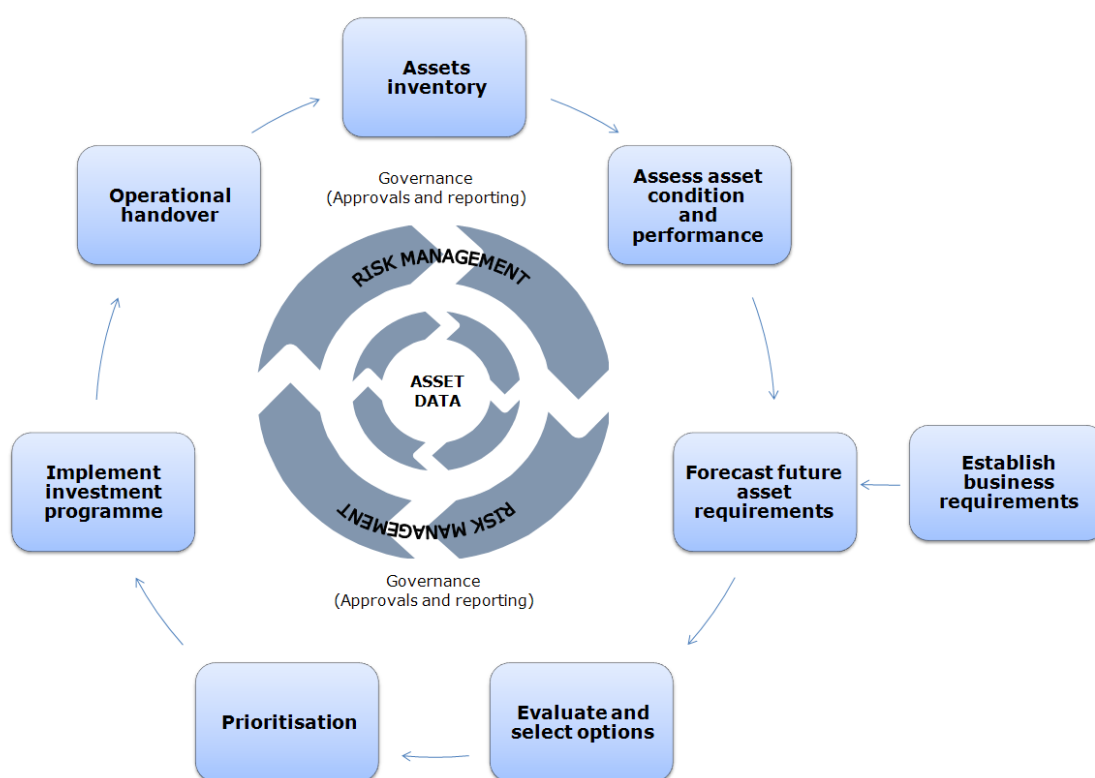 Assets
inventory
Assess asset
condition
and
performance
Operational
handover
Governance
(Approvals and reporting)
RISK MANAGEMENT
ASSET
DATA
RISK MANAGEMENT
Governance
(Approvals and reporting)
Implement
investment
programme
Forecast future
asset
requirements
Establish
business
requirements
Prioritisation
Evaluate and
select options